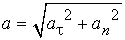 a = √(a_τ² + a_n²)